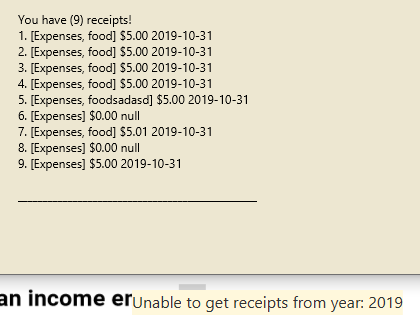 You have (9) receipts!
1. [Expenses, food] $5.00 2019-10-31
2. [Expenses, food] $5.00 2019-10-31
3. [Expenses, food] $5.00 2019-10-31
4. [Expenses, food] $5.00 2019-10-31
5. [Expenses, foodsadasd] $5.00 2019-10-31
6. [Expenses] $0.00 null
7. [Expenses, food] $5.01 2019-10-31
8. [Expenses] $0.00 null
9. [Expenses] $5.00 2019-10-31
an income er
Unable to get receipts from year: 2019